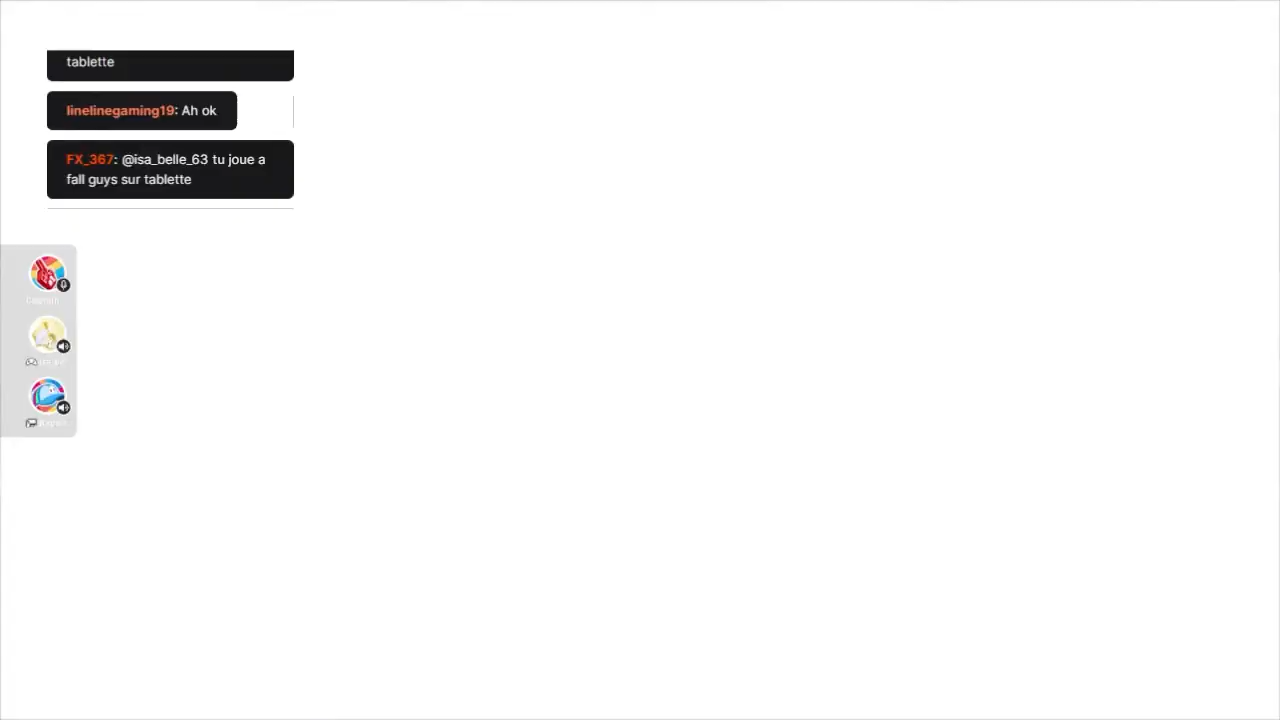 tablette
linelinegaming19: Ah ok
FX_367: @isa_belle_63 tu joue a
fall guys sur tablette